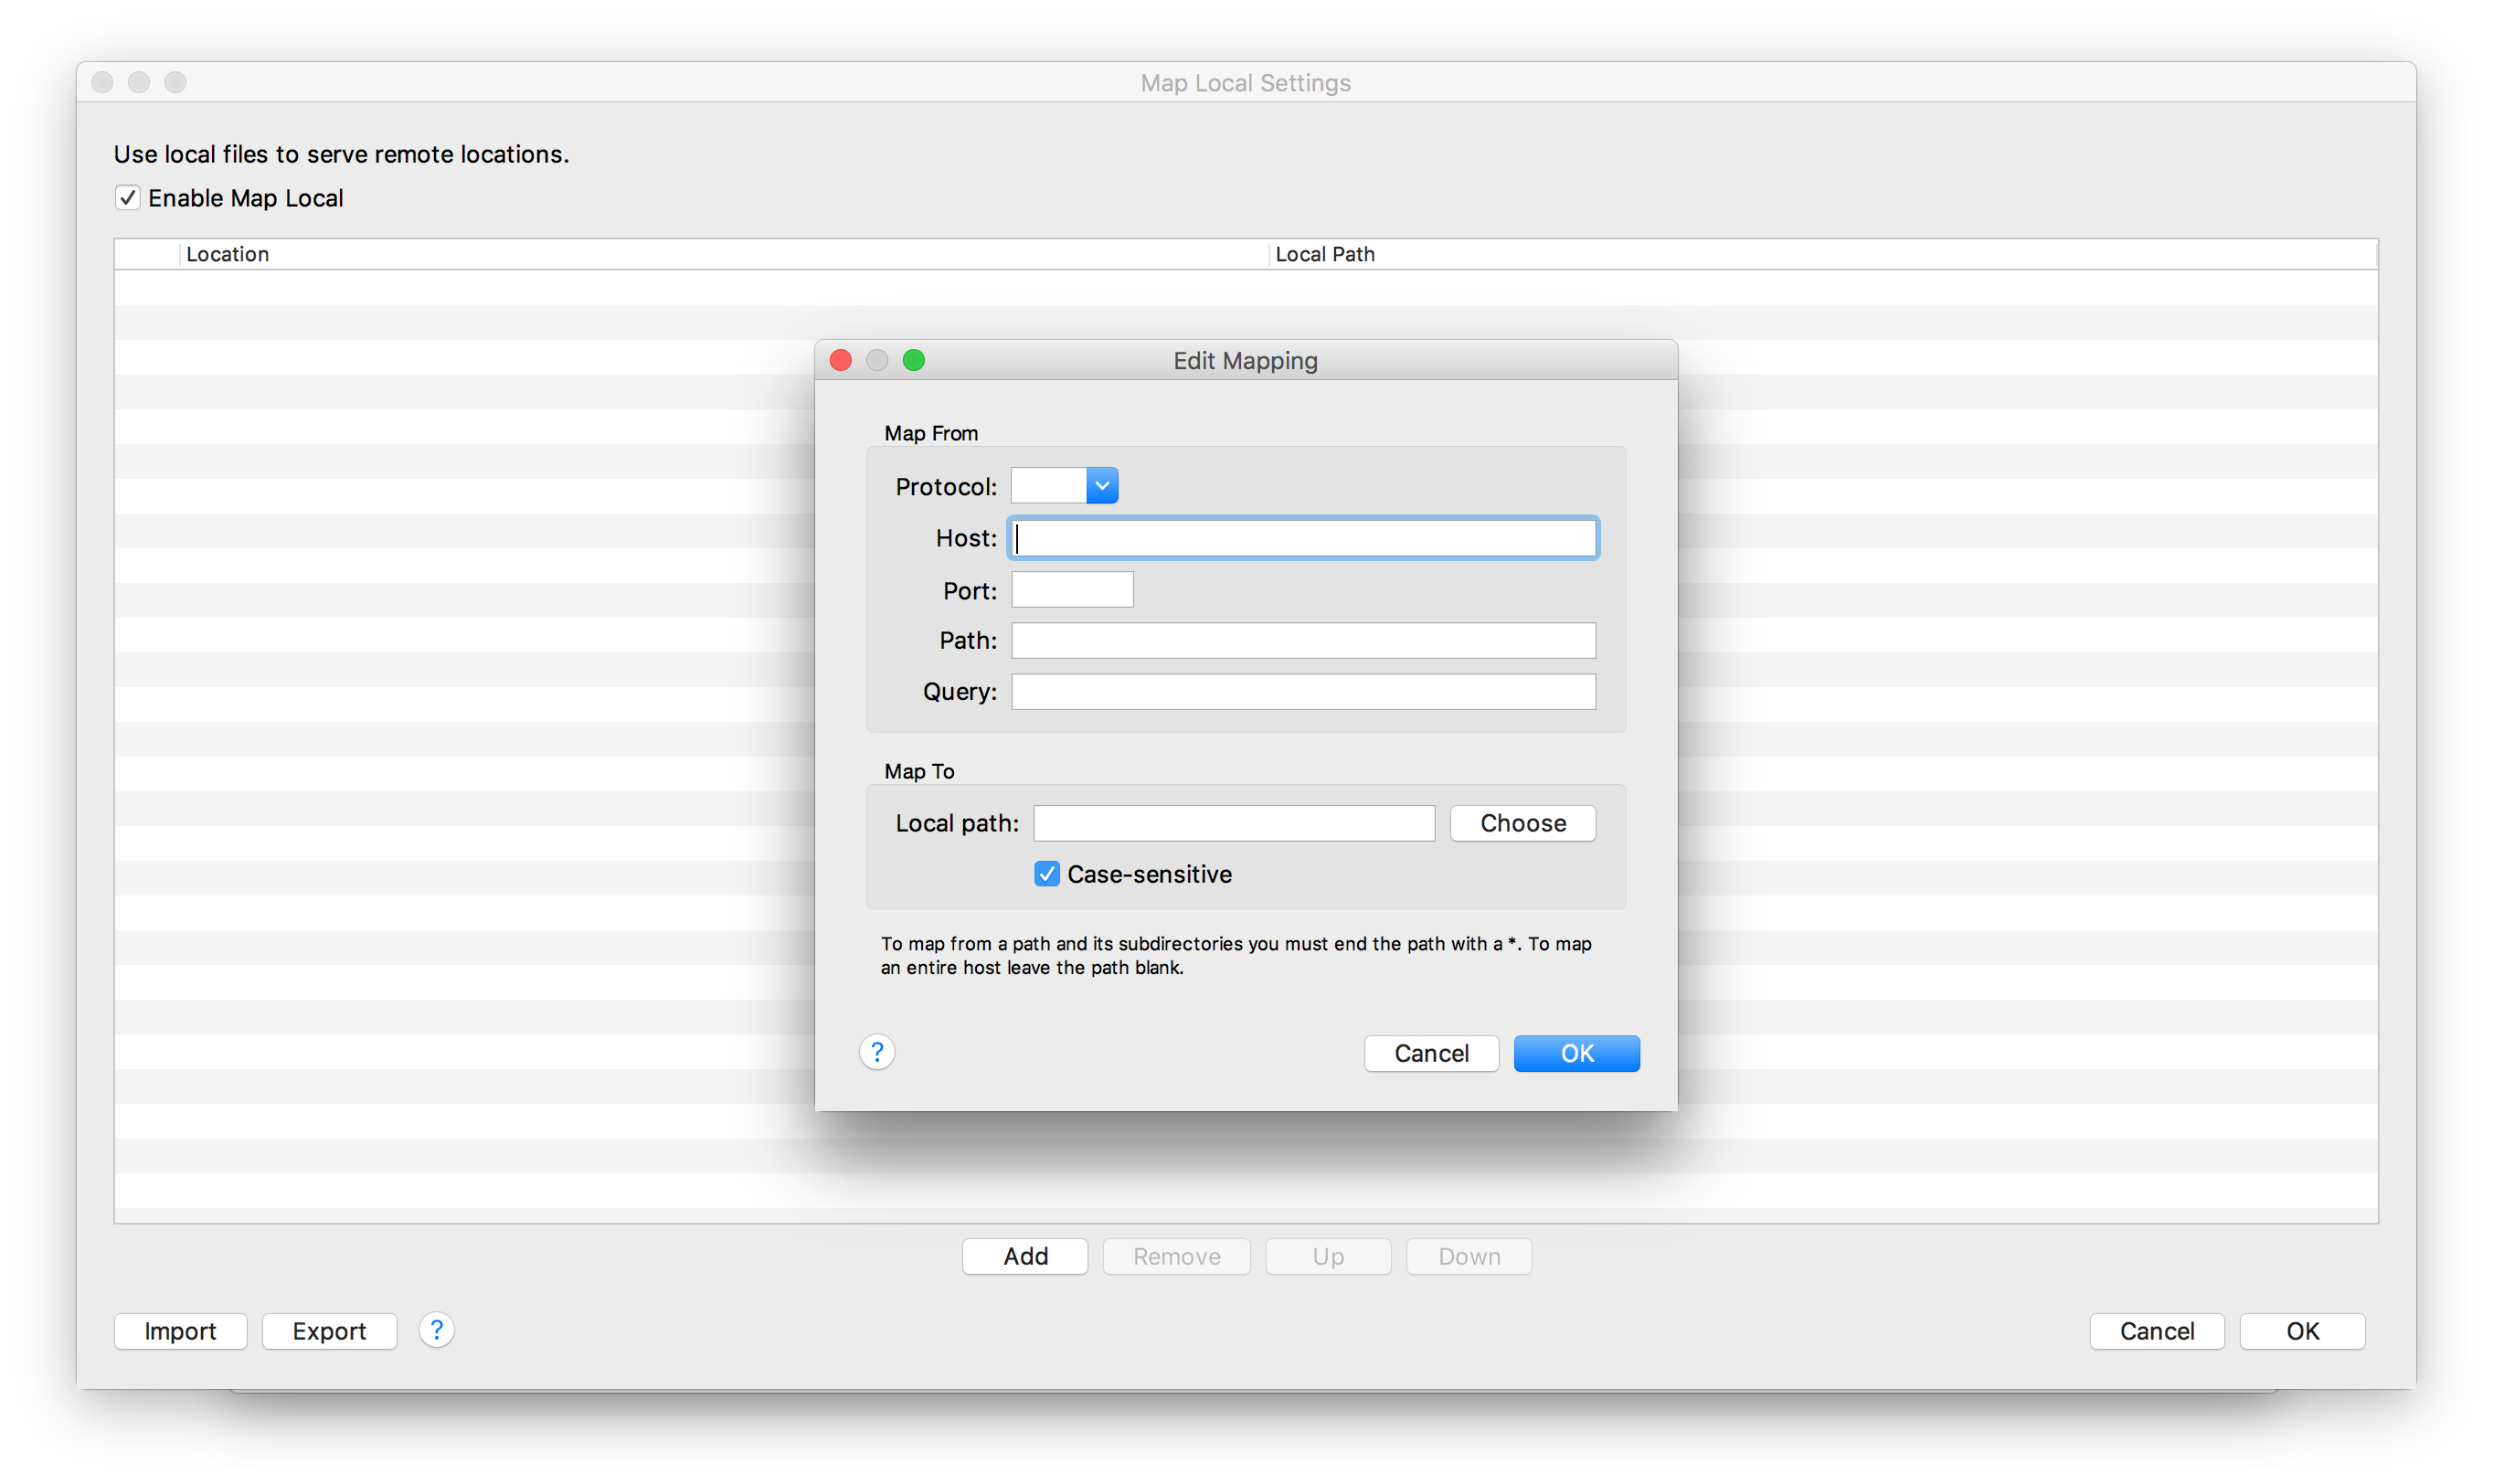 Map Local Settings
Use local files to serve remote locations.
Enable Map Local
Location Local Path
Edit Mapping
Map From
Protocol:
Host:
Port:
Path:
Query:
Map To
Local path: Choose
Case-sensitive
To map from a path and its subdirectories you must end the path with a *. To map
an entire host leave the path blank.
? Cancel OK
Add Remove Up Down
Import Export ? Cancel OK